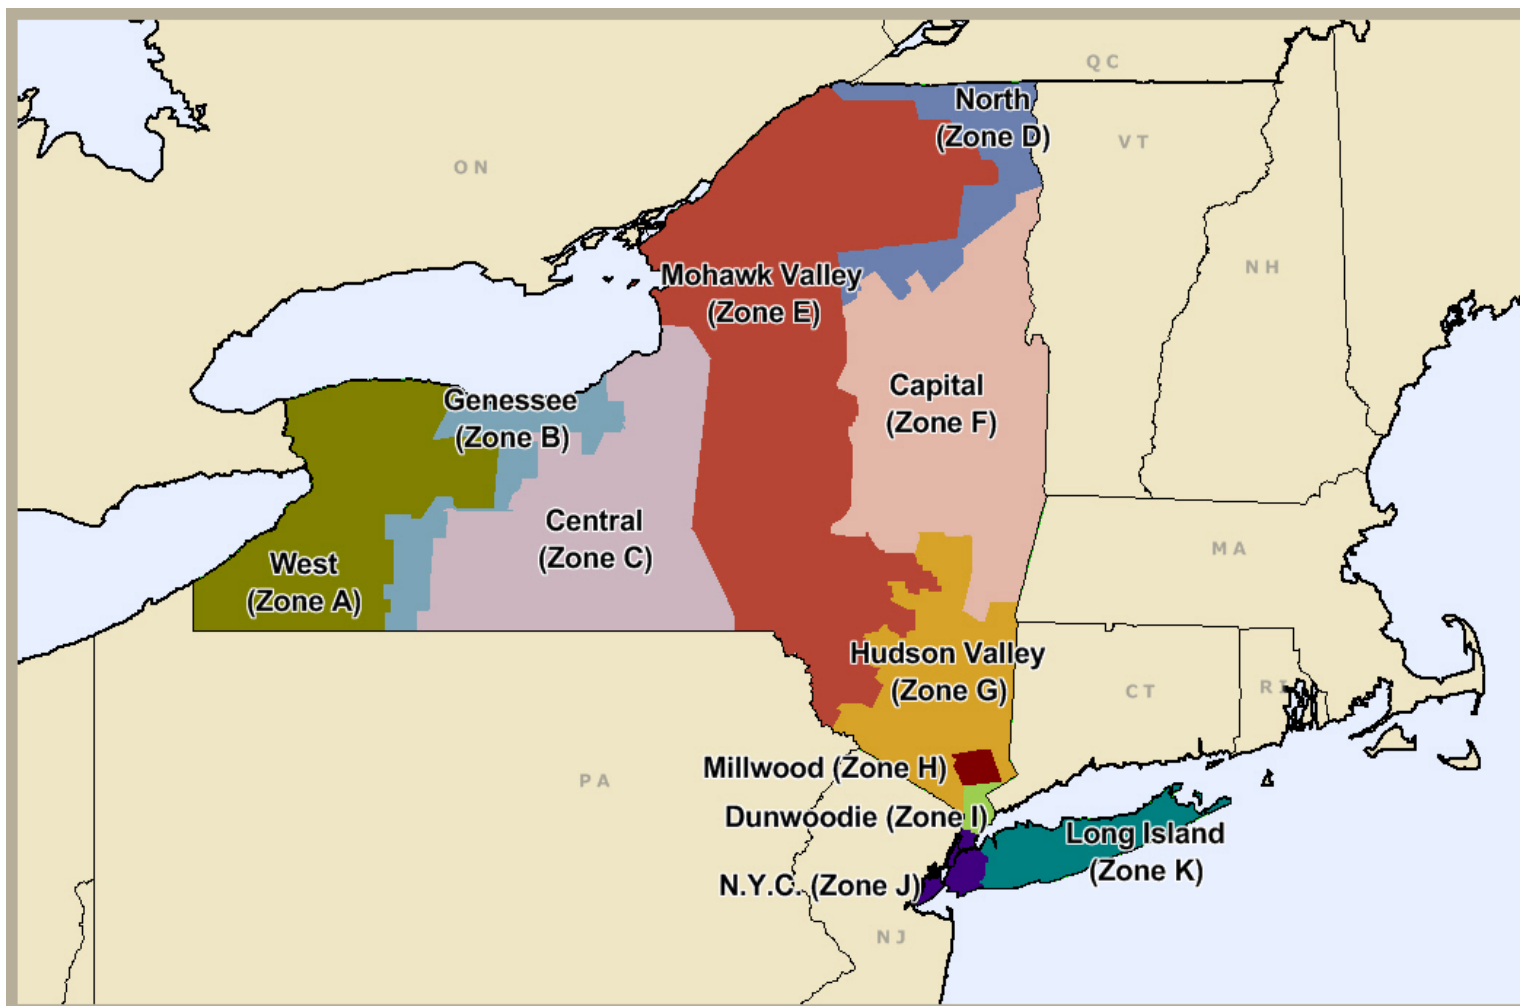 QC
North
(Zone D)
VT
ON
NH
Mohawk Valley
(Zone E)
Capital
(Zone F)
Genessee
(Zone B)
Central
(Zone C)
MA
West
(Zone A)
Hudson Valley
(Zone G)
CT
RI
Millwood (Zone H)
PA
Dunwoodie (Zone I)
Long Island
(Zone K)
N.Y.C. (Zone J)
NJ